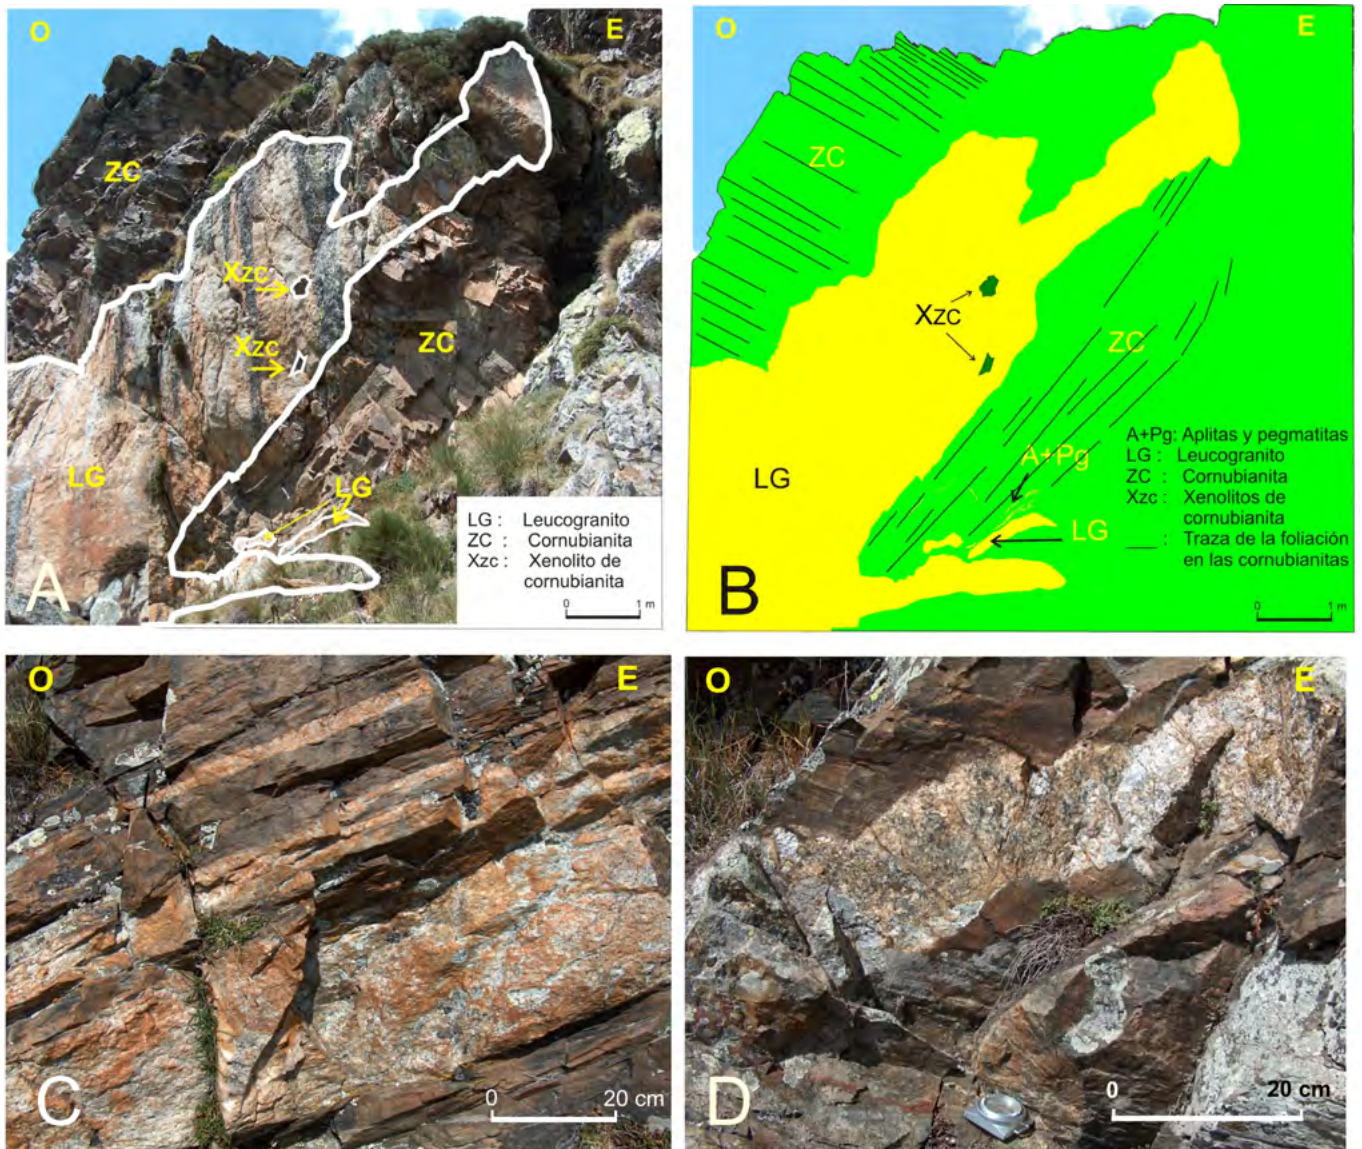 O
E
ZC
Xzc
Xzc
ZC
LG
LG
LG : Leucogranito
ZC : Cornubianita
Xzc : Xenolito de
cornubianita
A
0 1 m
O
E
ZC
Xzc
ZC
A+Pg
LG
LG
A+Pg: Aplitas y pegmatitas
LG : Leucogranito
ZC : Cornubianita
Xzc : Xenolitos de
cornubianita
: Traza de la foliación
en las cornubianitas
B
0 1 m
O
E
C
0 20 cm
O
E
D
0 20 cm